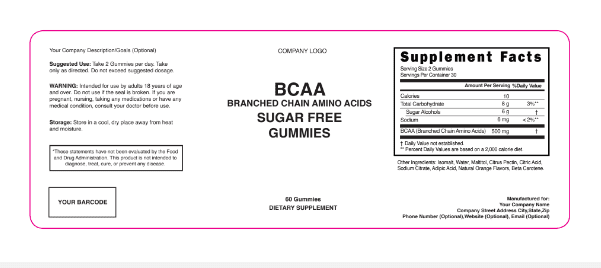 Your Company Description/Goals (Optional)
Suggested Use: Take 2 Gummies per day. Take
only as directed. Do not exceed suggested dosage.
WARNING: Intended for use by adults 18 years of age
and over. Do not use if the seal is broken. If you are
pregnant, nursing, taking any medications or have any
medical condition, consult your doctor before use.
Storage: Store in a cool, dry place away from heat
and moisture
*These statements have not been evaluated by the Food
and Drug Administration. This product is not intended to
diagnose, treat, cure, or prevent any disease.
YOUR BARCODE
COMPANY LOGO
BCAA
BRANCHED CHAIN AMINO ACIDS
SUGAR FREE
GUMMIES
60 Gummies
DIETARY SUPPLEMENT
Supplement Facts
Serving Size 2 Gummies
Servings Per Container 30
Amount Per Serving %Daily Value
Calories 10
Total Carbohydrate 8 g 3%**
Sugar Alcohols 6 g †
Sodium 6 mg <2%**
BCAA (Branched Chain Amino Acids) 500 mg †
† Daily Value not established.
** Percent Daily Values are based on a 2,000 calorie diet
Other Ingredients: Isomalt, Water, Maltitol, Citrus Pectin, Citric Acid,
Sodium Citrate, Adipic Acid, Natural Orange Flavors, Beta Carotene.
Manufactured for:
Your Company Name
Company Street Address City,State,Zip
Phone Number (Optional),Website (Optional), Email (Optional)